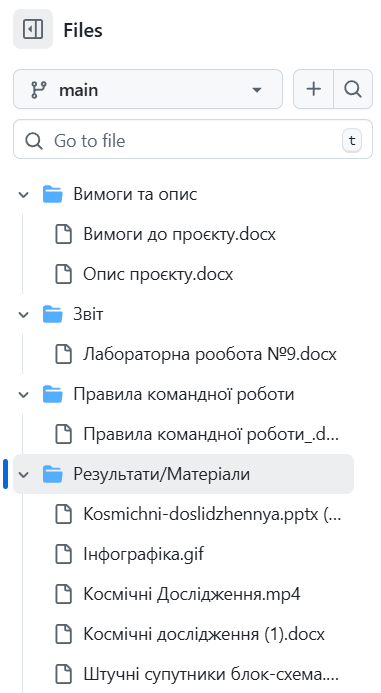 Files
main
Go to file
t
Вимоги та опис
Вимоги до проєкту.docx
Опис проєкту.docx
Звіт
Лабораторна рообота №9.docx
Правила командної роботи
Правила командної роботи_.d...
Результати/Матеріали
Kosmichni-doslidzhennya.pptx (...
Інфографіка.gif
Космічні Дослідження.mp4
Космічні дослідження (1).docx
Штучні супутники блок-схема....